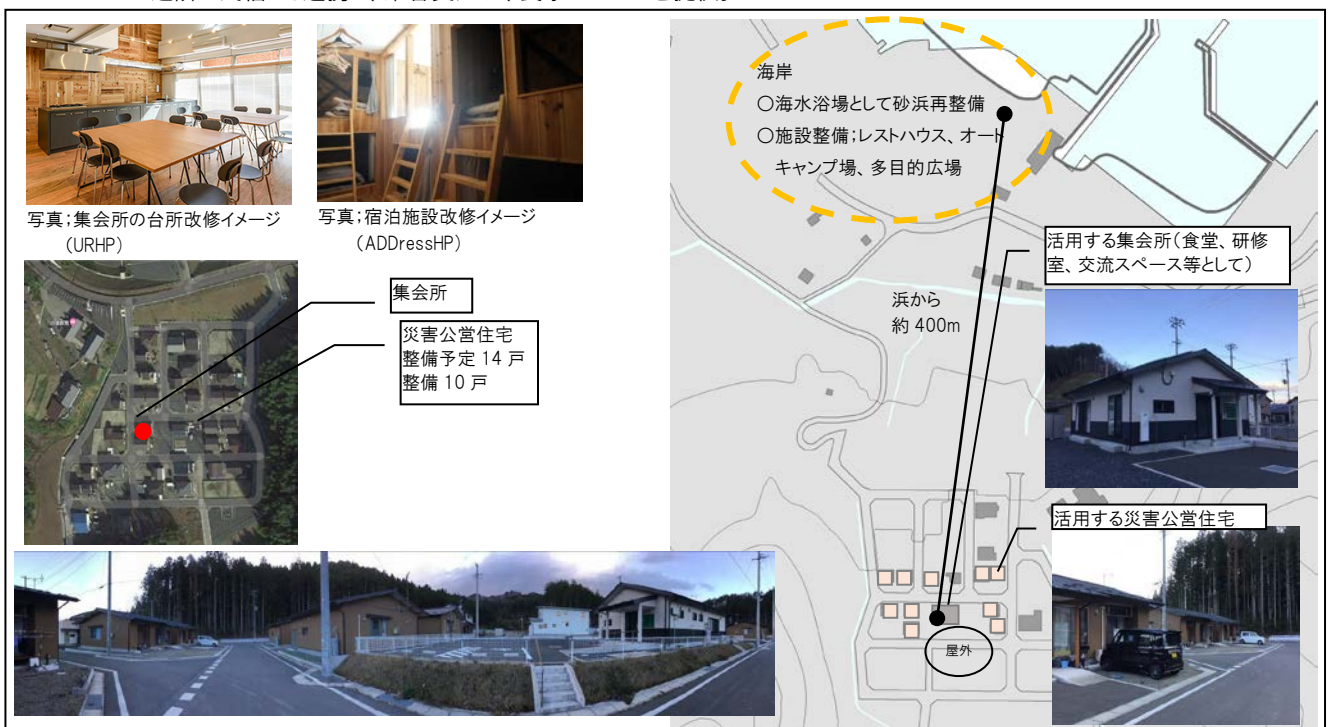 写真;集会所の台所改修イメージ
(URHP)
写真;宿泊施設改修イメージ
(ADDressHP)
集会所
災害公営住宅
整備予定 14 戸
整備 10 戸
海岸
○海水浴場として砂浜再整備
○施設整備;レストハウス、オート
キャンプ場、多目的広場
活用する集会所(食堂、研修
室、交流スペース等として)
浜から
約 400m
活用する災害公営住宅
屋外